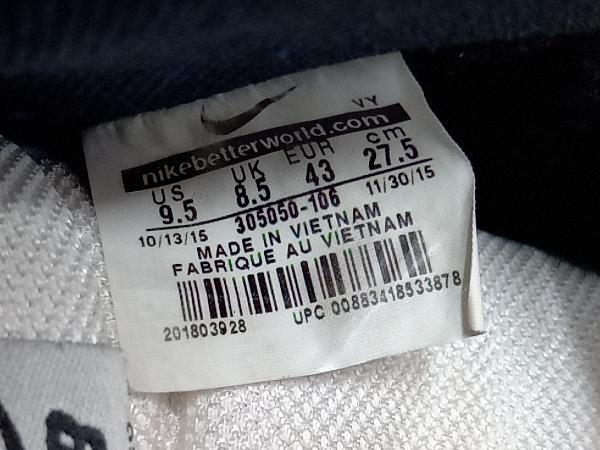 VY
nikebetterworld.com
US UK EUR cm
9.5 8.5 43 27.5
10/13/15 305050-106 11/30/15
MADE IN VIETNAM
FABRIQUE AU VIETNAM
201803928 UPC 00883418533878